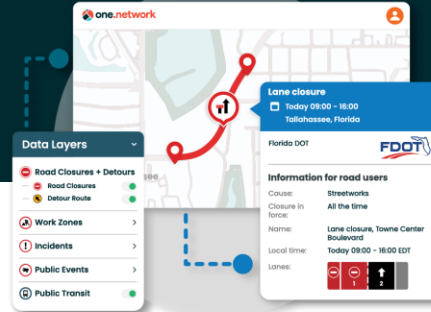 one.network
Lane closure
Today 09:00 - 16:00
Tallahassee, Florida
Florida DOT
FDOT
Information for road users
Cause: Streetworks
Closure in force: All the time
Name: Lane closure, Towne Center Boulevard
Local time: Today 09:00 - 16:00 EDT
Lanes:
1
2
Data Layers
Road Closures + Detours
Road Closures
Detour Route
Work Zones
Incidents
Public Events
Public Transit